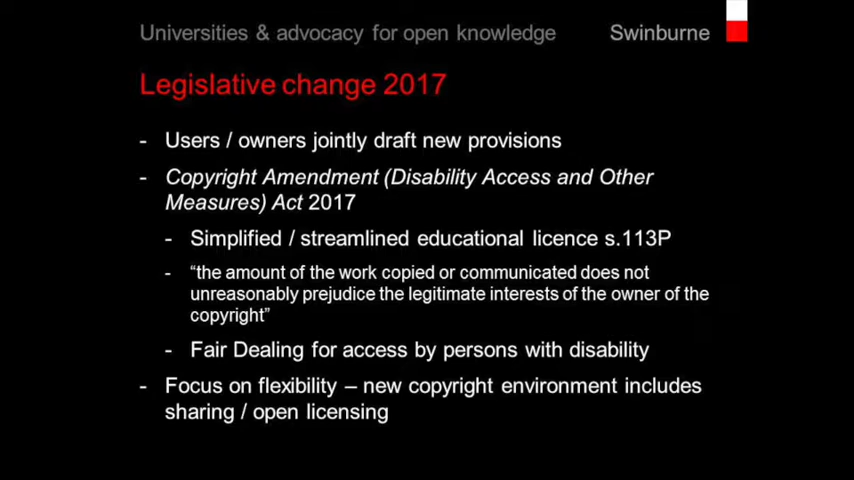 Universities & advocacy for open knowledge Swinburne
Legislative change 2017
- Users / owners jointly draft new provisions
- Copyright Amendment (Disability Access and Other
Measures) Act 2017
- Simplified / streamlined educational licence s.113P
- “the amount of the work copied or communicated does not
unreasonably prejudice the legitimate interests of the owner of the
copyright”
- Fair Dealing for access by persons with disability
- Focus on flexibility – new copyright environment includes
sharing / open licensing